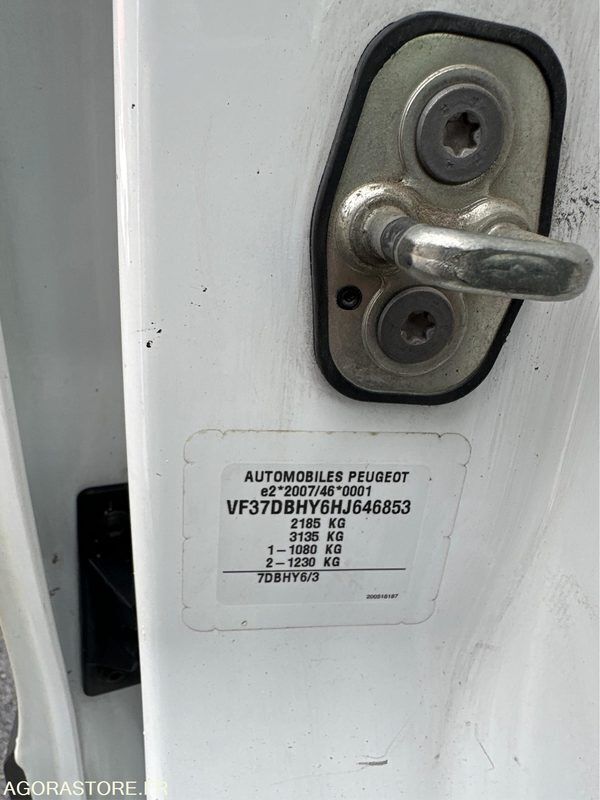 AUTOMOBILES PEUGEOT
e2*2007/46*0001
VF37DBHY6HJ646853
2185 KG
3135 KG
1-1080 KG
2-1230 KG
7DBHY6/3
200516197
AGORASTORE.FR